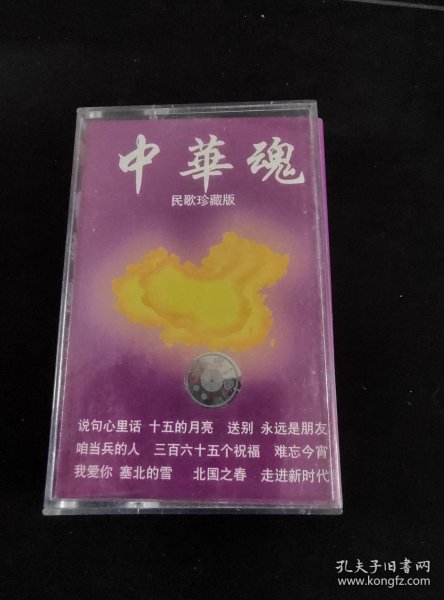 中華魂
民歌珍藏版
说句心里话 十五的月亮 送别 永远是朋友
咱当兵的人 三百六十五个祝福 难忘今宵
我爱你 塞北的雪 北国之春 走进新时代
孔夫子旧书网
www.kongfz.com